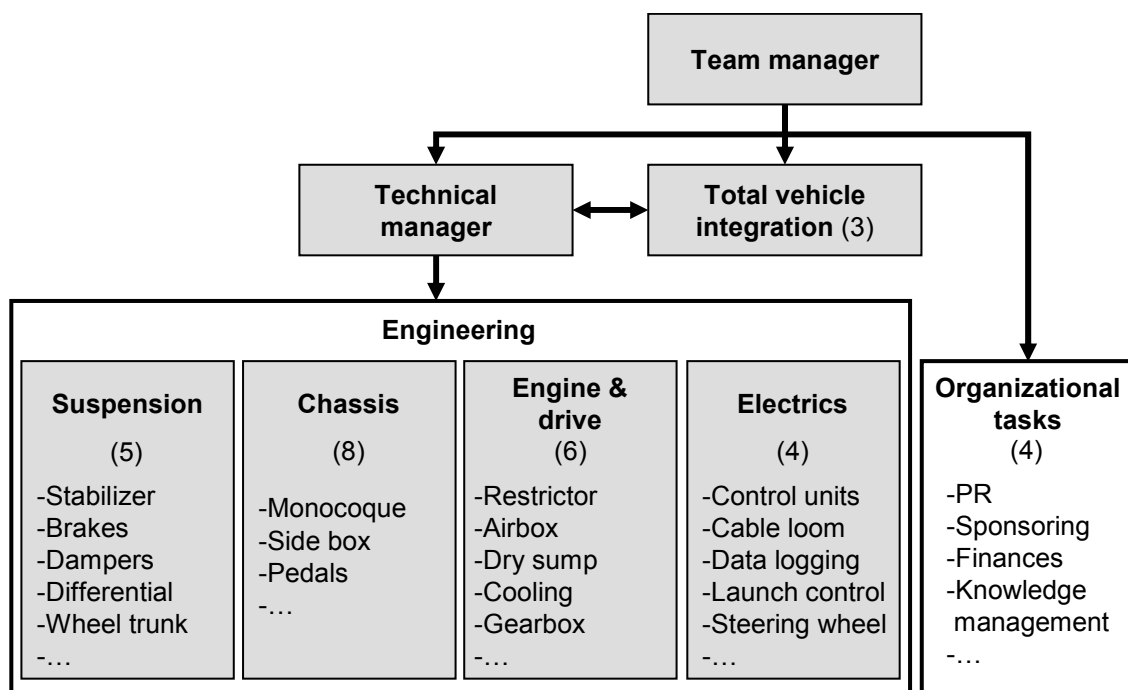 Team manager
Technical
manager
Total vehicle
integration (3)
Engineering
Suspension
(5)
-Stabilizer
-Brakes
-Dampers
-Differential
-Wheel trunk
-…
Chassis
(8)
-Monocoque
-Side box
-Pedals
-…
Engine &
drive
(6)
-Restrictor
-Airbox
-Dry sump
-Cooling
-Gearbox
-…
Electrics
(4)
-Control units
-Cable loom
-Data logging
-Launch control
-Steering wheel
-…
Organizational
tasks
(4)
-PR
-Sponsoring
-Finances
-Knowledge
management
-…